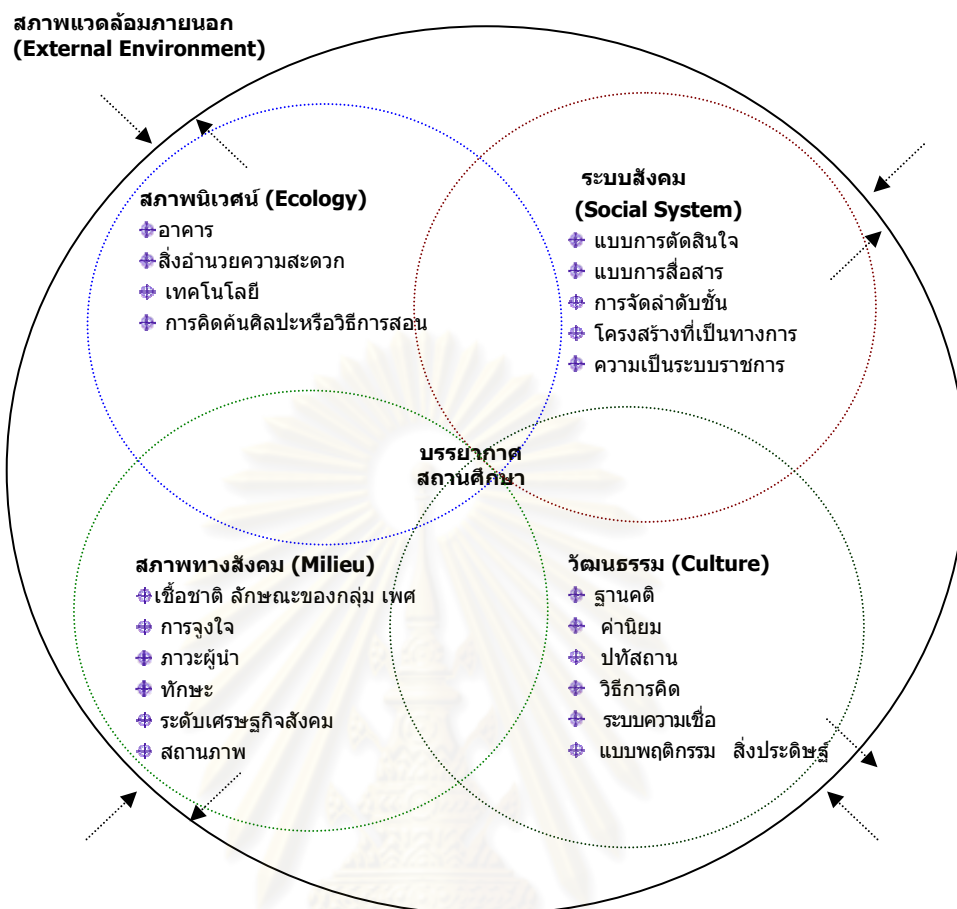 สภาพแวดล้อมภายนอก
(External Environment)
สภาพนิเวศน์ (Ecology)
อาคาร
สิ่งอำนวยความสะดวก
เทคโนโลยี
การคิดค้นศิลปะหรือวิธีการสอน
ระบบสังคม
(Social System)
แบบการตัดสินใจ
แบบการสื่อสาร
การจัดลำดับชั้น
โครงสร้างที่เป็นทางการ
ความเป็นระบบราชการ
บรรยากาศ
สถานศึกษา
สภาพทางสังคม (Milieu)
เชื้อชาติ ลักษณะของกลุ่ม เพศ
การจูงใจ
ภาวะผู้นำ
ทักษะ
ระดับเศรษฐกิจสังคม
สถานภาพ
วัฒนธรรม (Culture)
ฐานคติ
ค่านิยม
ปทัสถาน
วิธีการคิด
ระบบความเชื่อ
แบบพฤติกรรม สิ่งประดิษฐ์